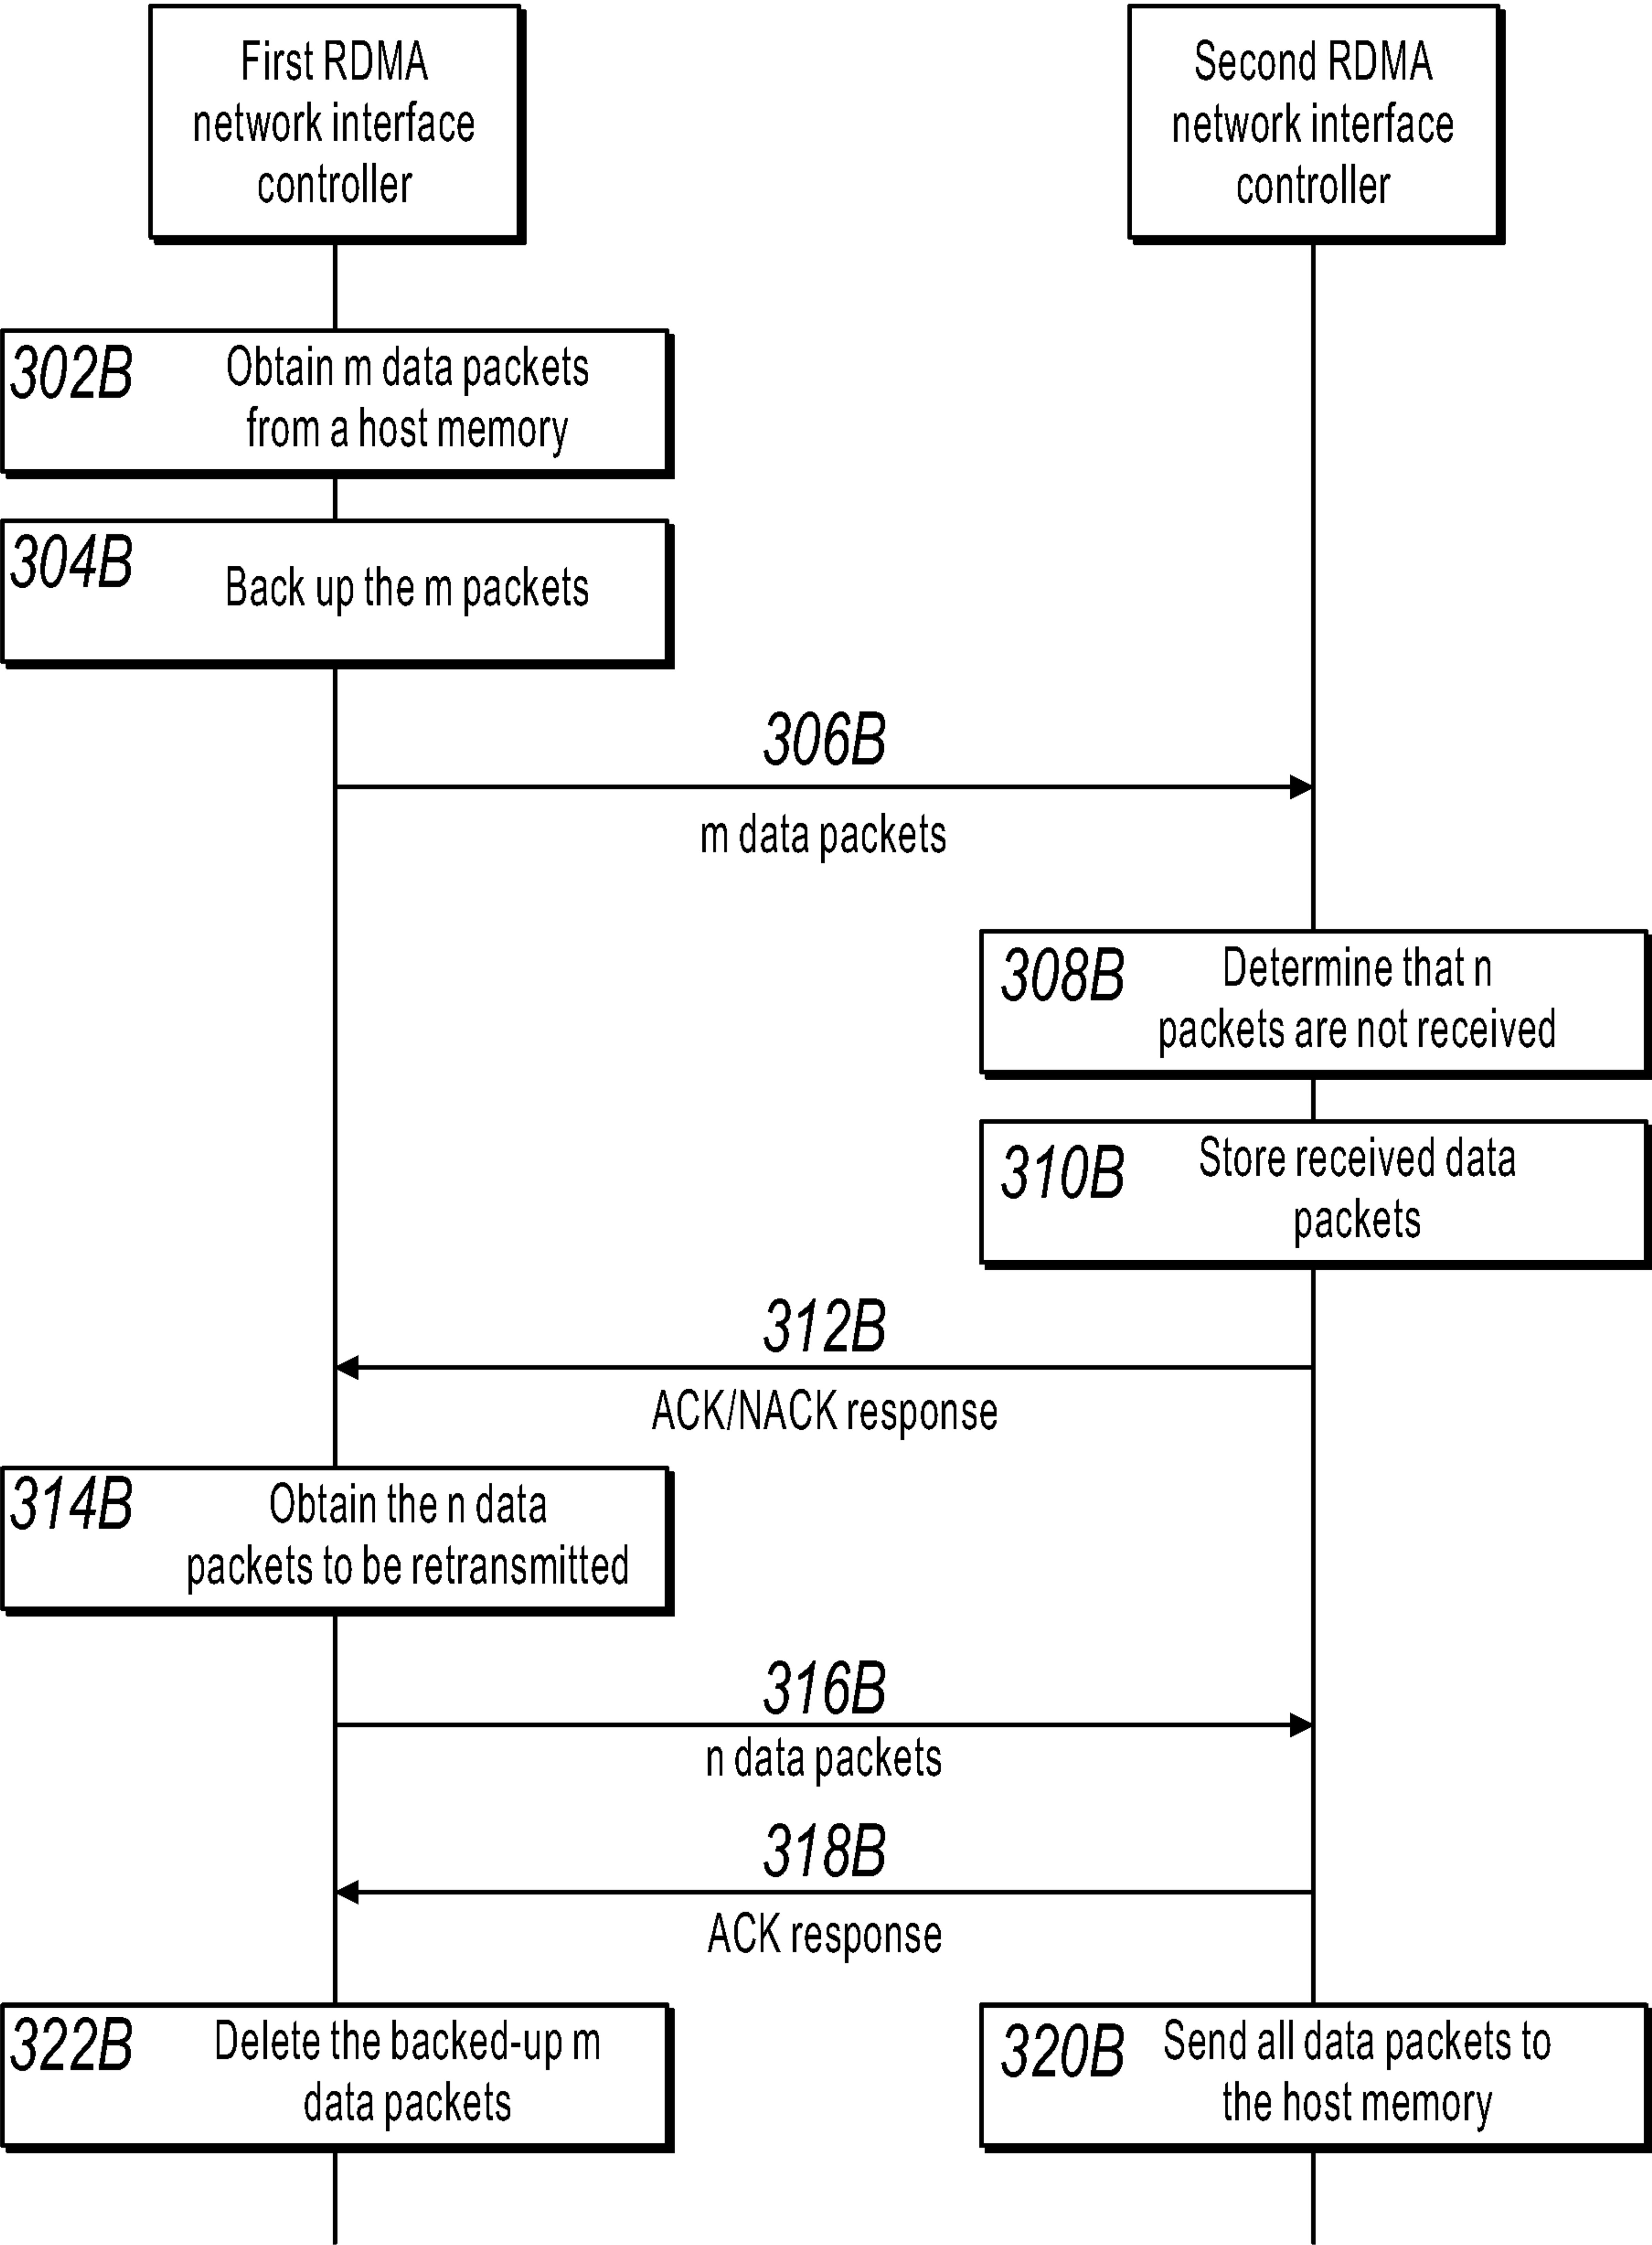 First RDMA
network interface
controller
Second RDMA
network interface
controller
302B
Obtain m data packets
from a host memory
304B
Back up the m packets
306B
m data packets
308B
Determine that n
packets are not received
310B
Store received data
packets
312B
ACK/NACK response
314B
Obtain the n data
packets to be retransmitted
316B
n data packets
318B
ACK response
322B
Delete the backed-up m
data packets
320B
Send all data packets to
the host memory